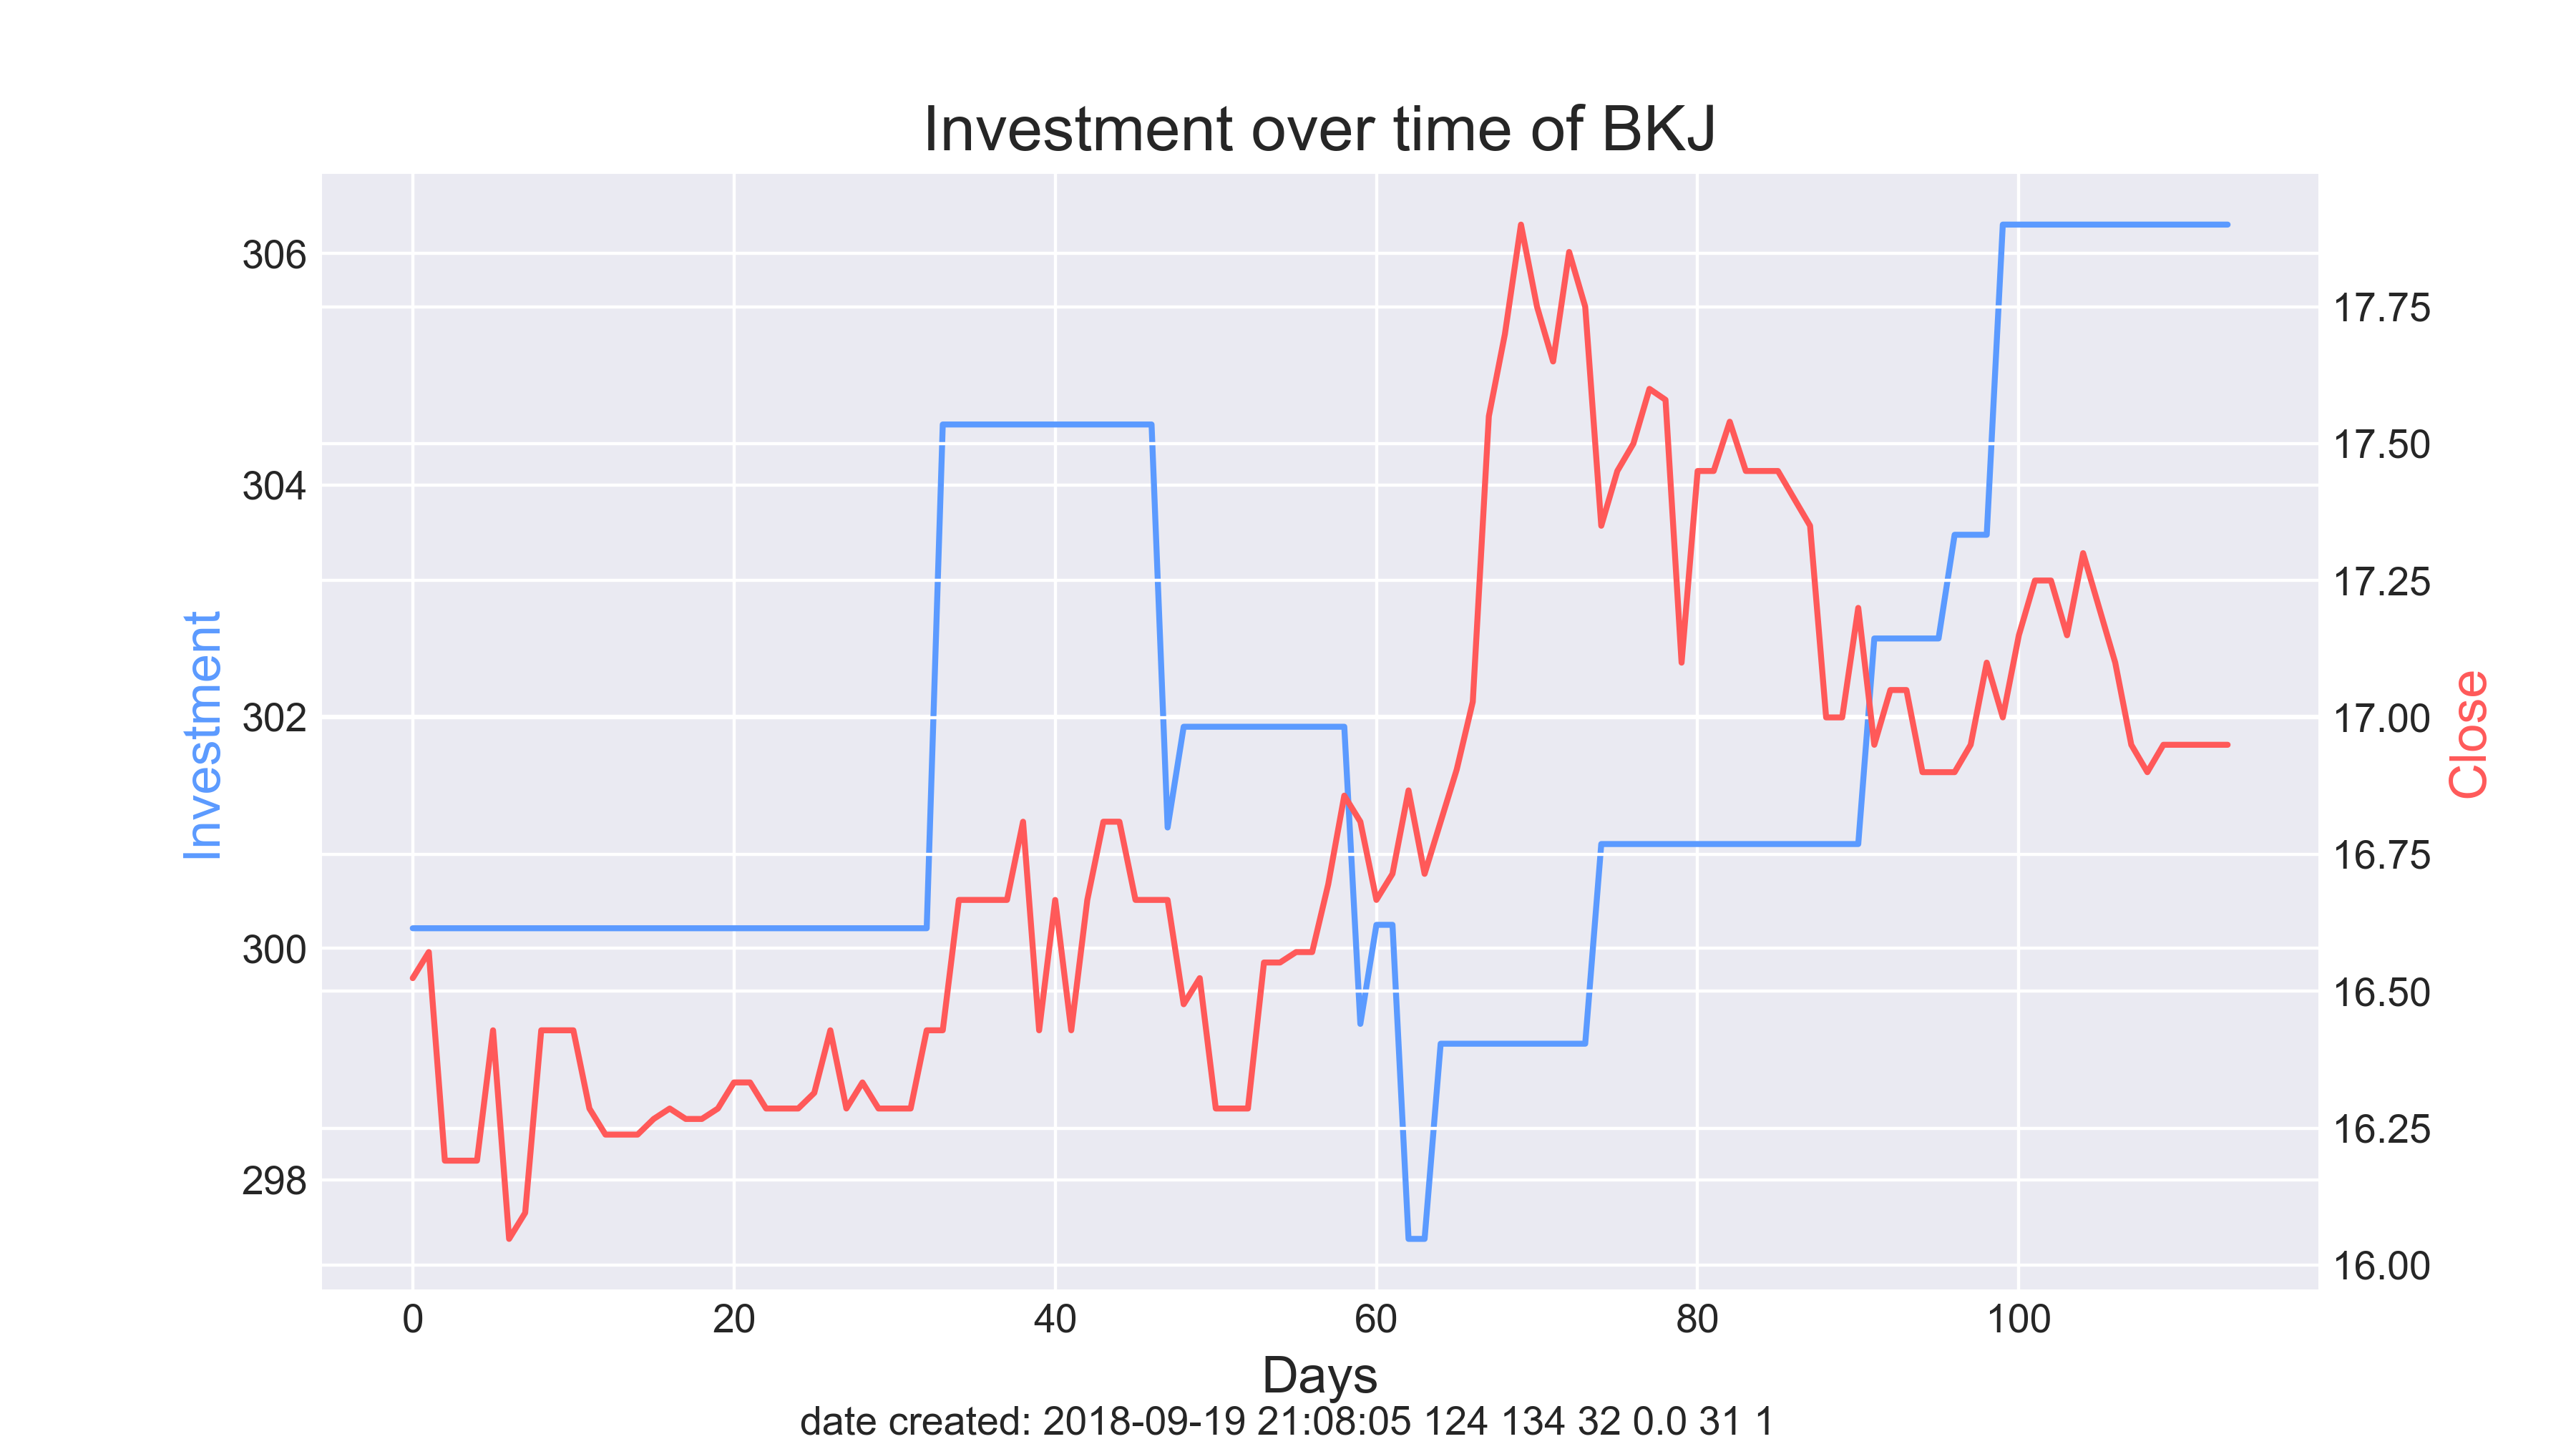 Investment over time of BKJ
306
304
302
300
298
Investment
17.75
17.50
17.25
17.00
16.75
16.50
16.25
16.00
Close
0 20 40 60 80 100
Days
date created: 2018-09-19 21:08:05 124 134 32 0.0 31 1